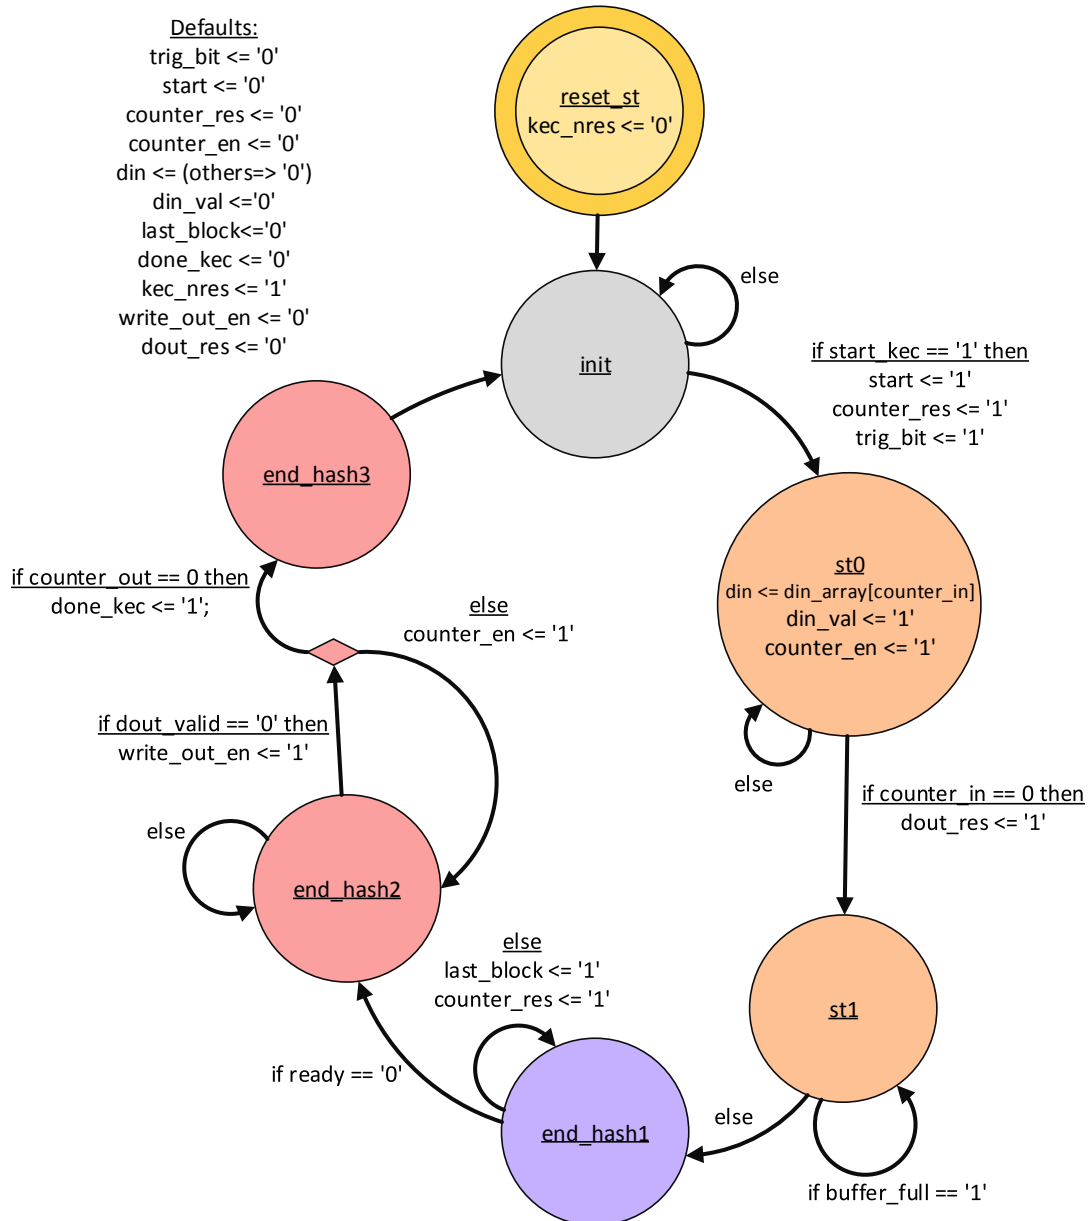 Defaults:
trig_bit <= '0'
start <= '0'
counter_res <= '0'
counter_en <= '0'
din <= (others=> '0')
din_val <='0'
last_block<='0'
done_kec <= '0'
kec_nres <= '1'
write_out_en <= '0'
dout_res <= '0'
reset_st
kec_nres <= '0'
init
else
if start_kec == '1' then
start <= '1'
counter_res <= '1'
trig_bit <= '1'
st0
din <= din_array[counter_in]
din_val <= '1'
counter_en <= '1'
else
if counter_in == 0 then
dout_res <= '1'
st1
if buffer_full == '1'
else
end_hash1
else
last_block <= '1'
counter_res <= '1'
if ready == '0'
end_hash2
else
if dout_valid == '0' then
write_out_en <= '1'
else
counter_en <= '1'
if counter_out == 0 then
done_kec <= '1';
end_hash3